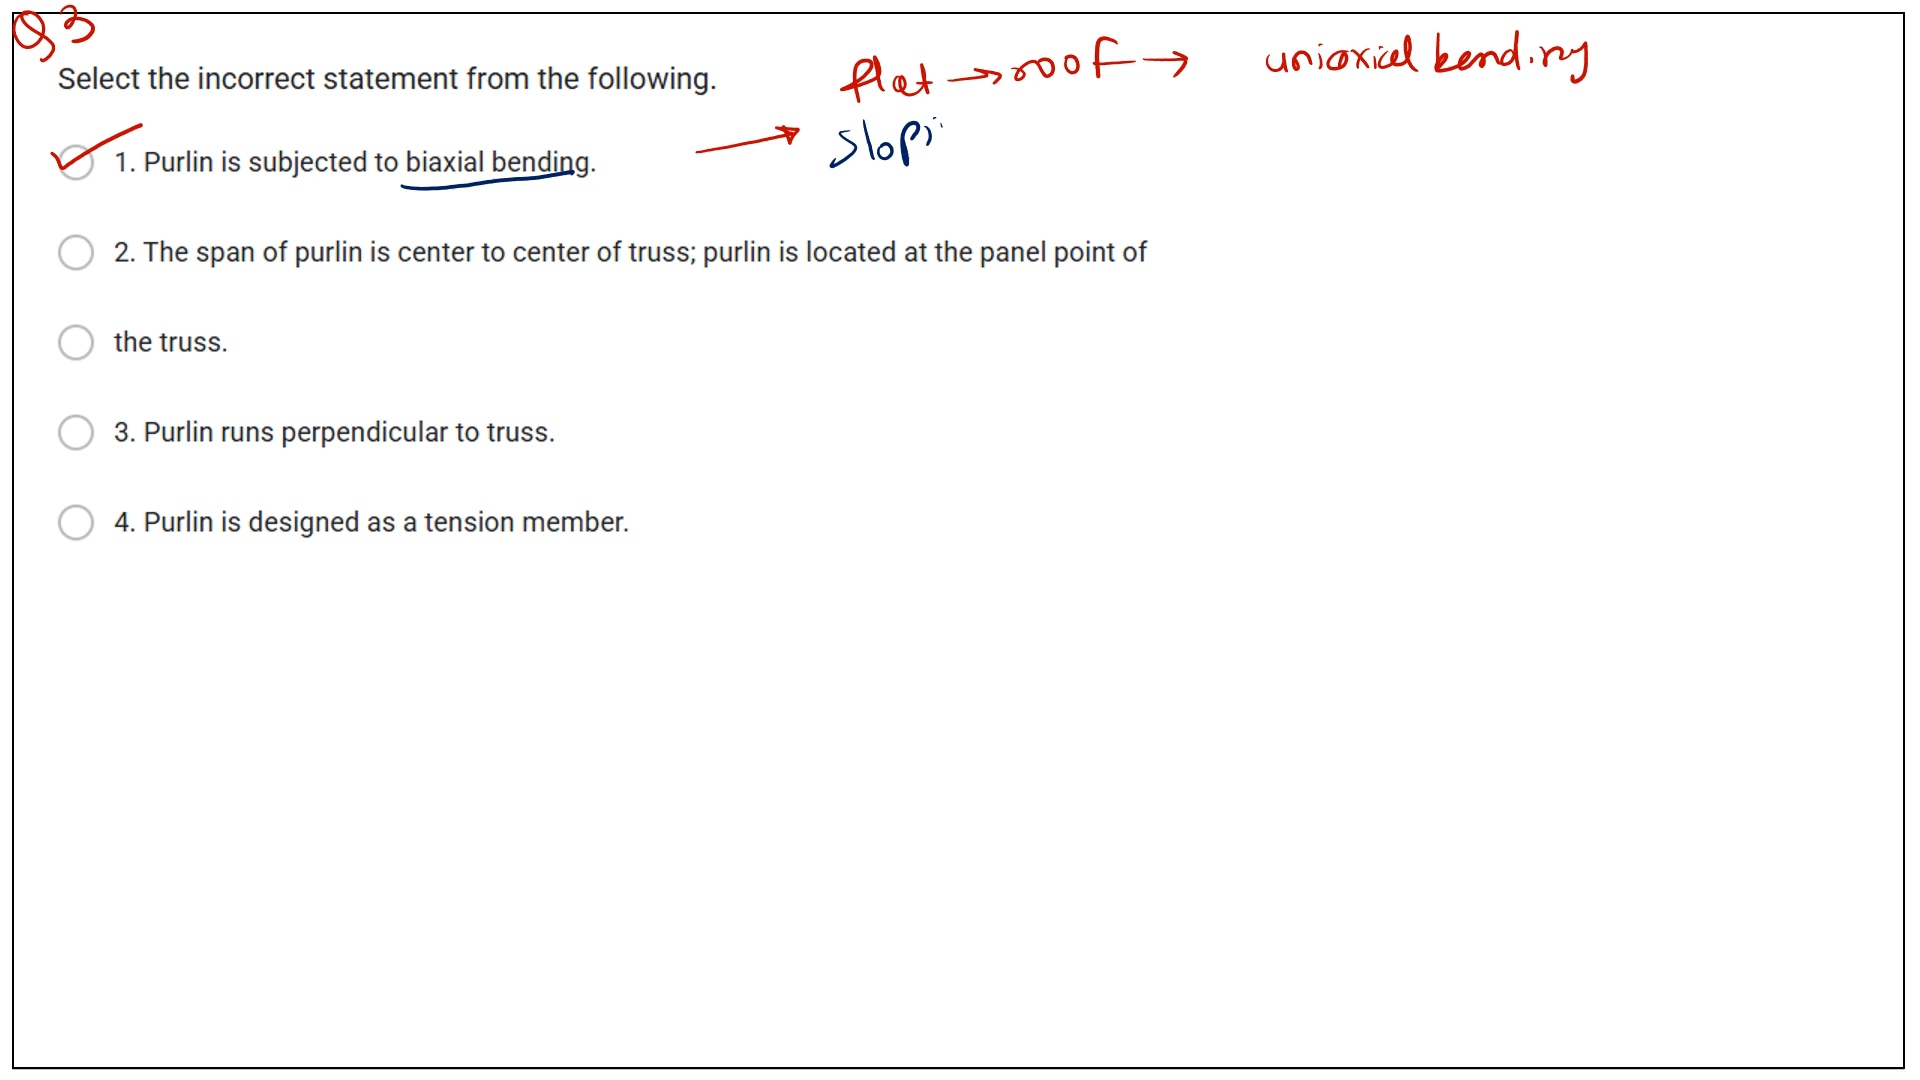 Q3
Select the incorrect statement from the following.
flat → roof → uniaxial bending
1. Purlin is subjected to biaxial bending. → Slopi
2. The span of purlin is center to center of truss; purlin is located at the panel point of
the truss.
3. Purlin runs perpendicular to truss.
4. Purlin is designed as a tension member.